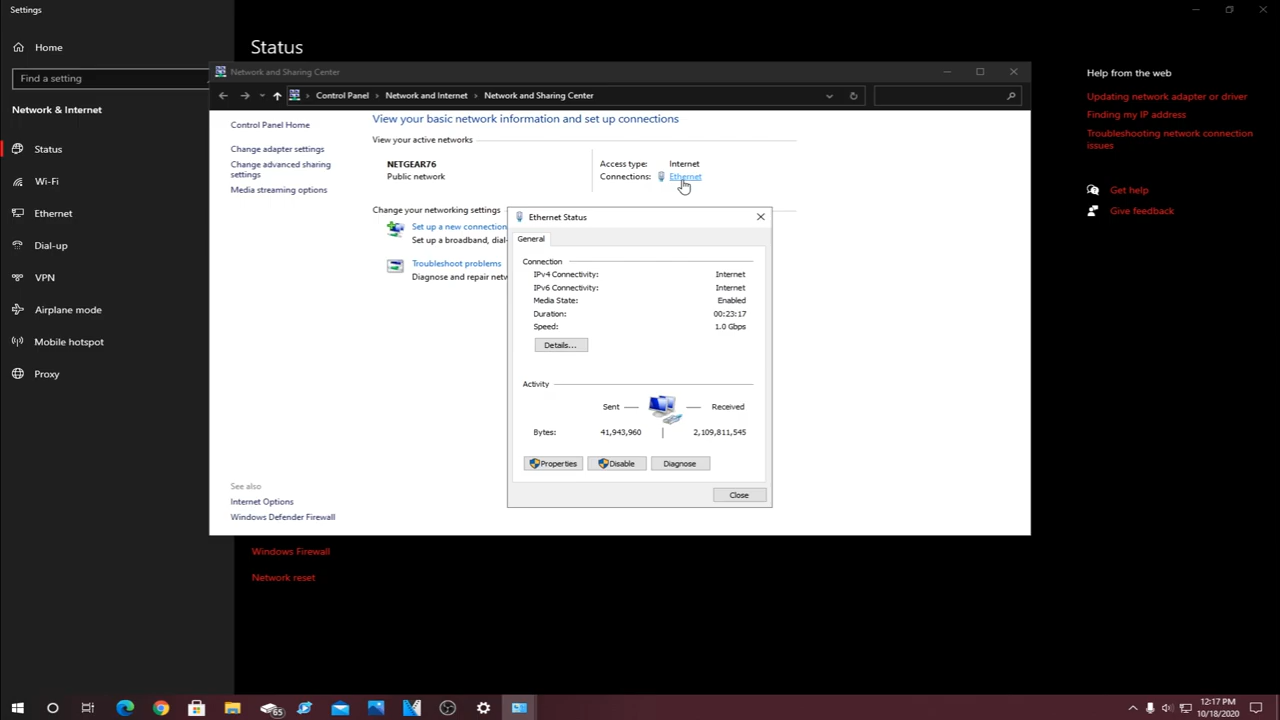 Settings
Home
Find a setting
Network & Internet
Status
Wi-Fi
Ethernet
Dial-up
VPN
Airplane mode
Mobile hotspot
Proxy
Status
Windows Firewall
Network reset
Help from the web
Updating network adapter or driver
Finding my IP address
Troubleshooting network connection
issues
Get help
Give feedback
Network and Sharing Center
Control Panel › Network and Internet › Network and Sharing Center
Control Panel Home
Change adapter settings
Change advanced sharing
settings
Media streaming options
See also
Internet Options
Windows Defender Firewall
View your basic network information and set up connections
View your active networks
NETGEAR76
Public network
Access type: Internet
Connections: Ethernet
Change your networking settings
Set up a new connection
Set up a broadband, dial-
Troubleshoot problems
Diagnose and repair netw
Ethernet Status
General
Connection
IPv4 Connectivity: Internet
IPv6 Connectivity: Internet
Media State: Enabled
Duration: 00:23:17
Speed: 1.0 Gbps
Details...
Activity
Sent — — Received
Bytes: 41,943,960 | 2,109,811,545
Properties Disable Diagnose
Close
65
12:17 PM
10/18/2020